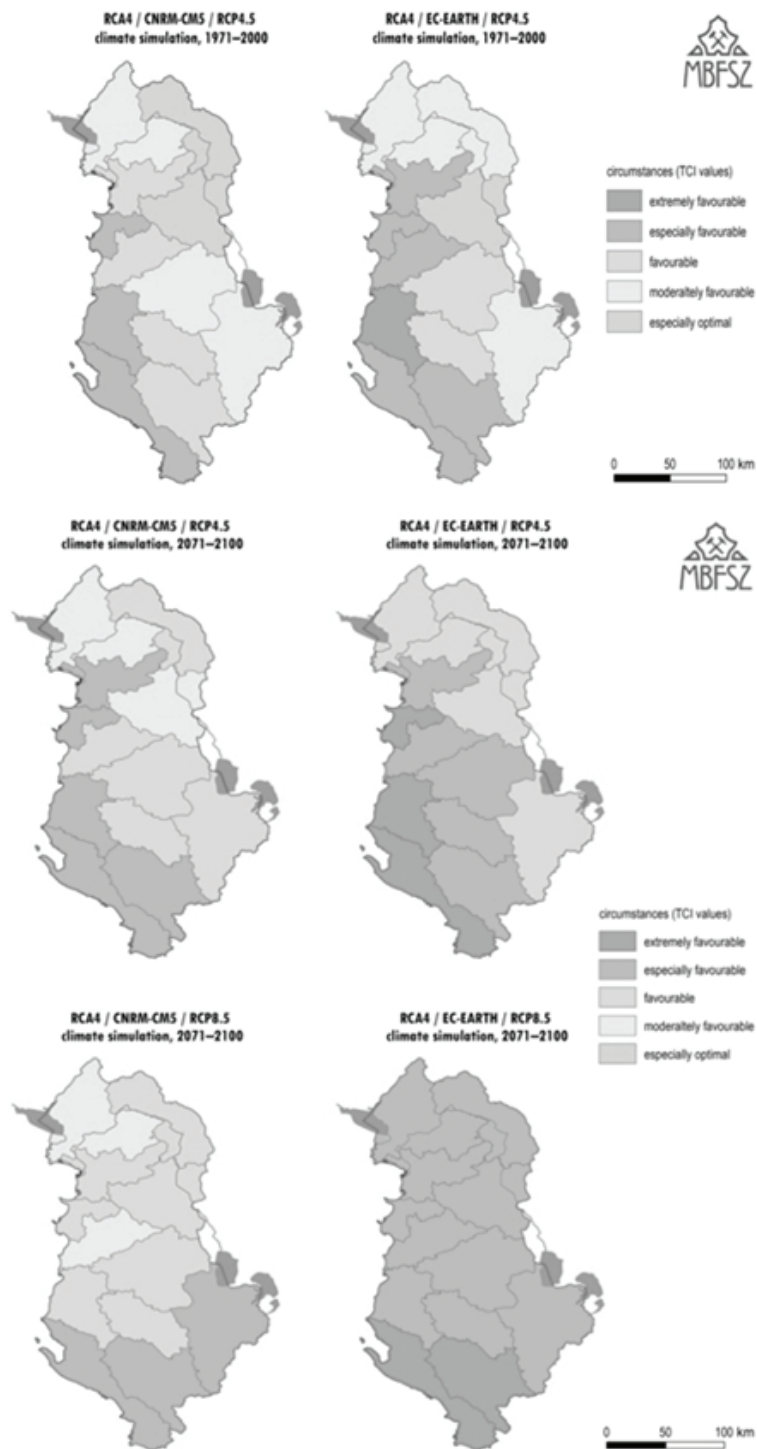 RCA4 / CNRM-CM5 / RCP4.5
climate simulation, 1971–2000
RCA4 / EC-EARTH / RCP4.5
climate simulation, 1971–2000
MBFSZ
circumstances (TCI values)
extremely favourable
especially favourable
favourable
moderaltely favourable
especially optimal
0 50 100 km
RCA4 / CNRM-CM5 / RCP4.5
climate simulation, 2071–2100
RCA4 / EC-EARTH / RCP4.5
climate simulation, 2071–2100
MBFSZ
circumstances (TCI values)
extremely favourable
especially favourable
favourable
moderaltely favourable
especially optimal
RCA4 / CNRM-CM5 / RCP8.5
climate simulation, 2071–2100
RCA4 / EC-EARTH / RCP8.5
climate simulation, 2071–2100
0 50 100 km